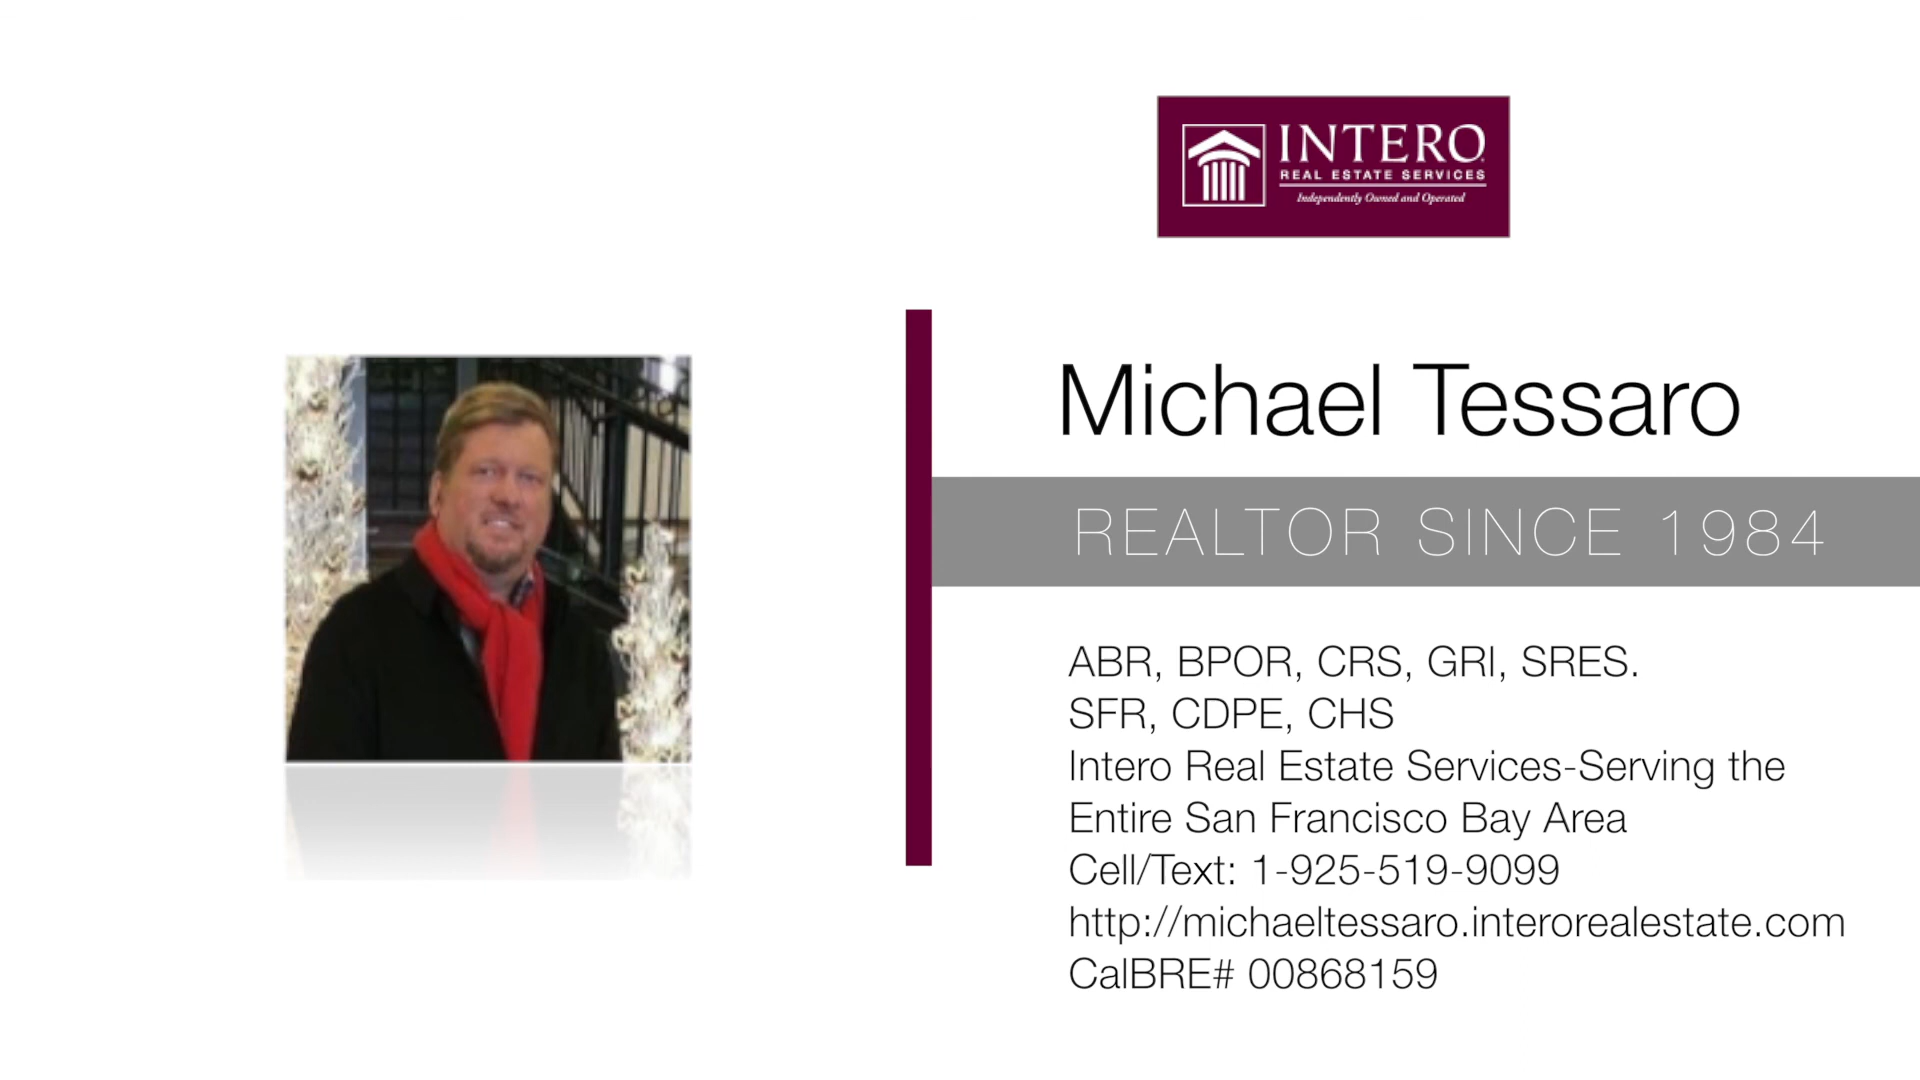 INTERO
REAL ESTATE SERVICES
Independently Owned and Operated
Michael Tessaro
REALTOR SINCE 1984
ABR, BPOR, CRS, GRI, SRES.
SFR, CDPE, CHS
Intero Real Estate Services-Serving the
Entire San Francisco Bay Area
Cell/Text: 1-925-519-9099
http://michaeltessaro.interorealestate.com
CalBRE# 00868159